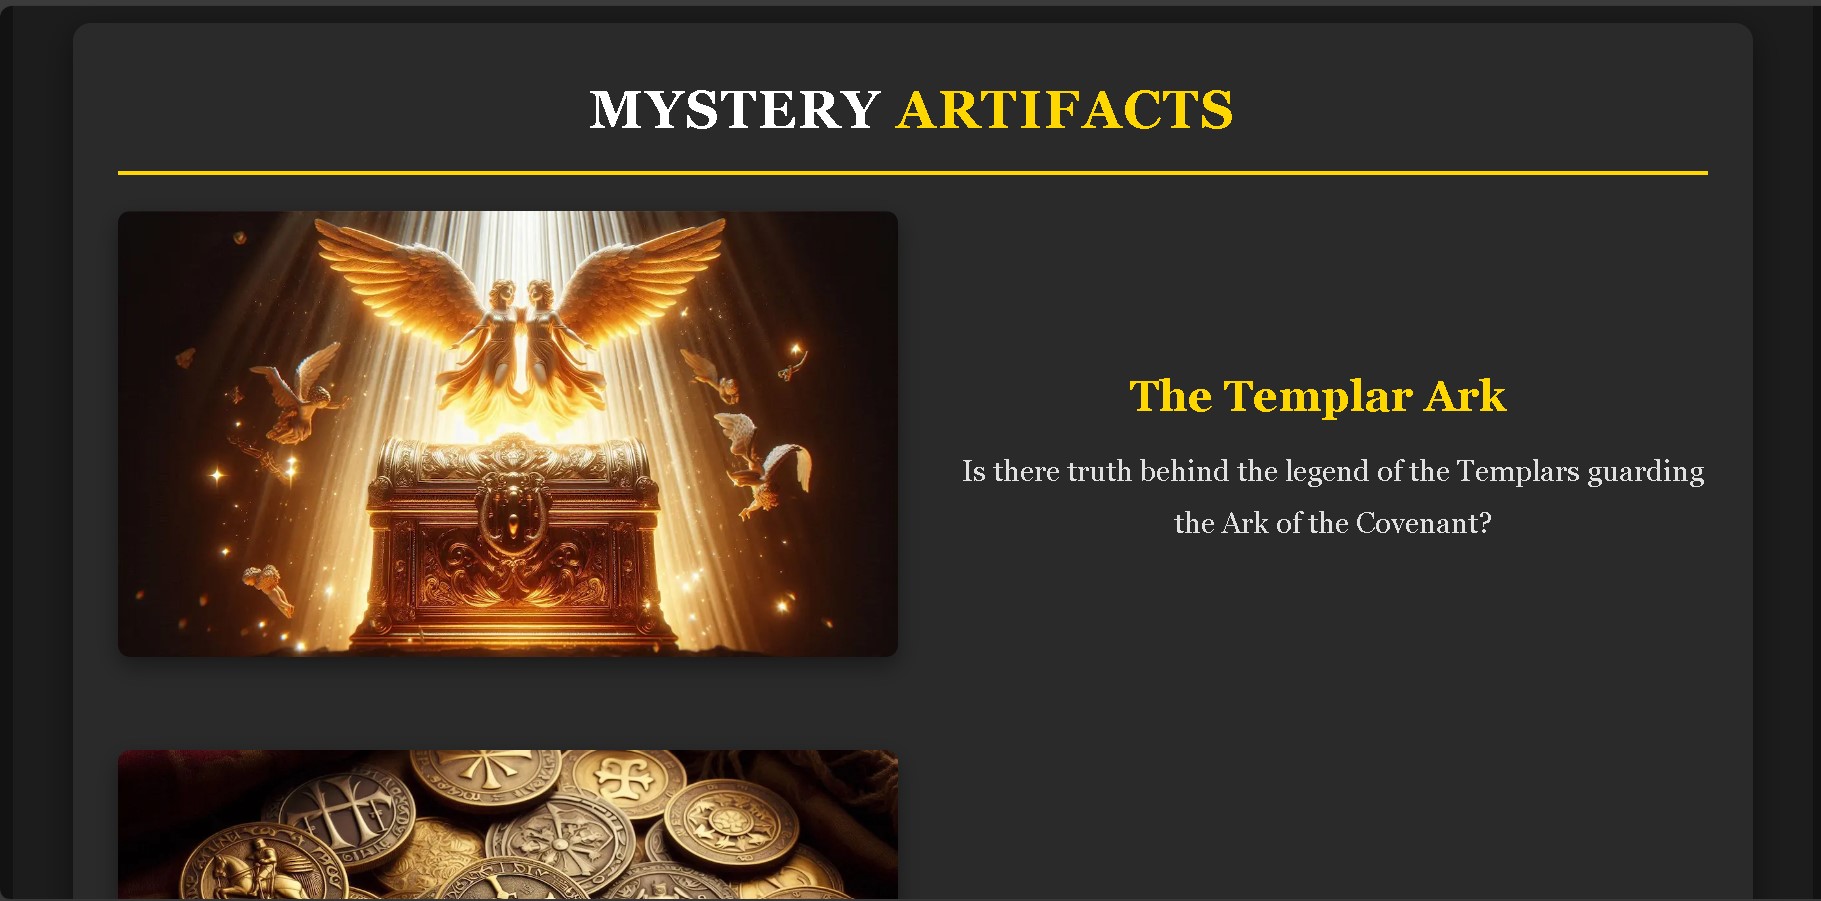 MYSTERY ARTIFACTS
The Templar Ark
Is there truth behind the legend of the Templars guarding
the Ark of the Covenant?